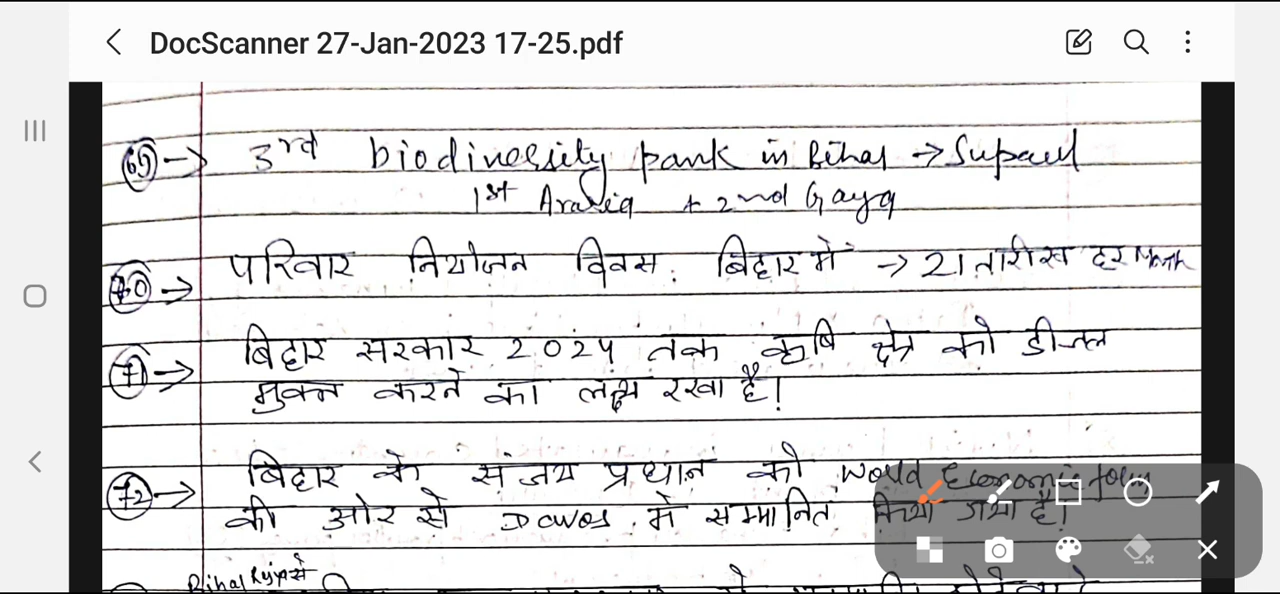 DocScanner 27-Jan-2023 17-25.pdf
69 → 3rd biodiversity park in Bihar → Supaul
1st Araria + 2nd Gaya
70 → परिवार नियोजन दिवस. बिहार में → 21 तारीख हर Month
71 → बिहार सरकार 2024 तक कृषि क्षेत्र को डीजल
मुक्त करने का लक्ष्य रखा है।
72 → बिहार के संजय प्रधान को World Economic form
की ओर से Davos में सम्मानित किया गया है।